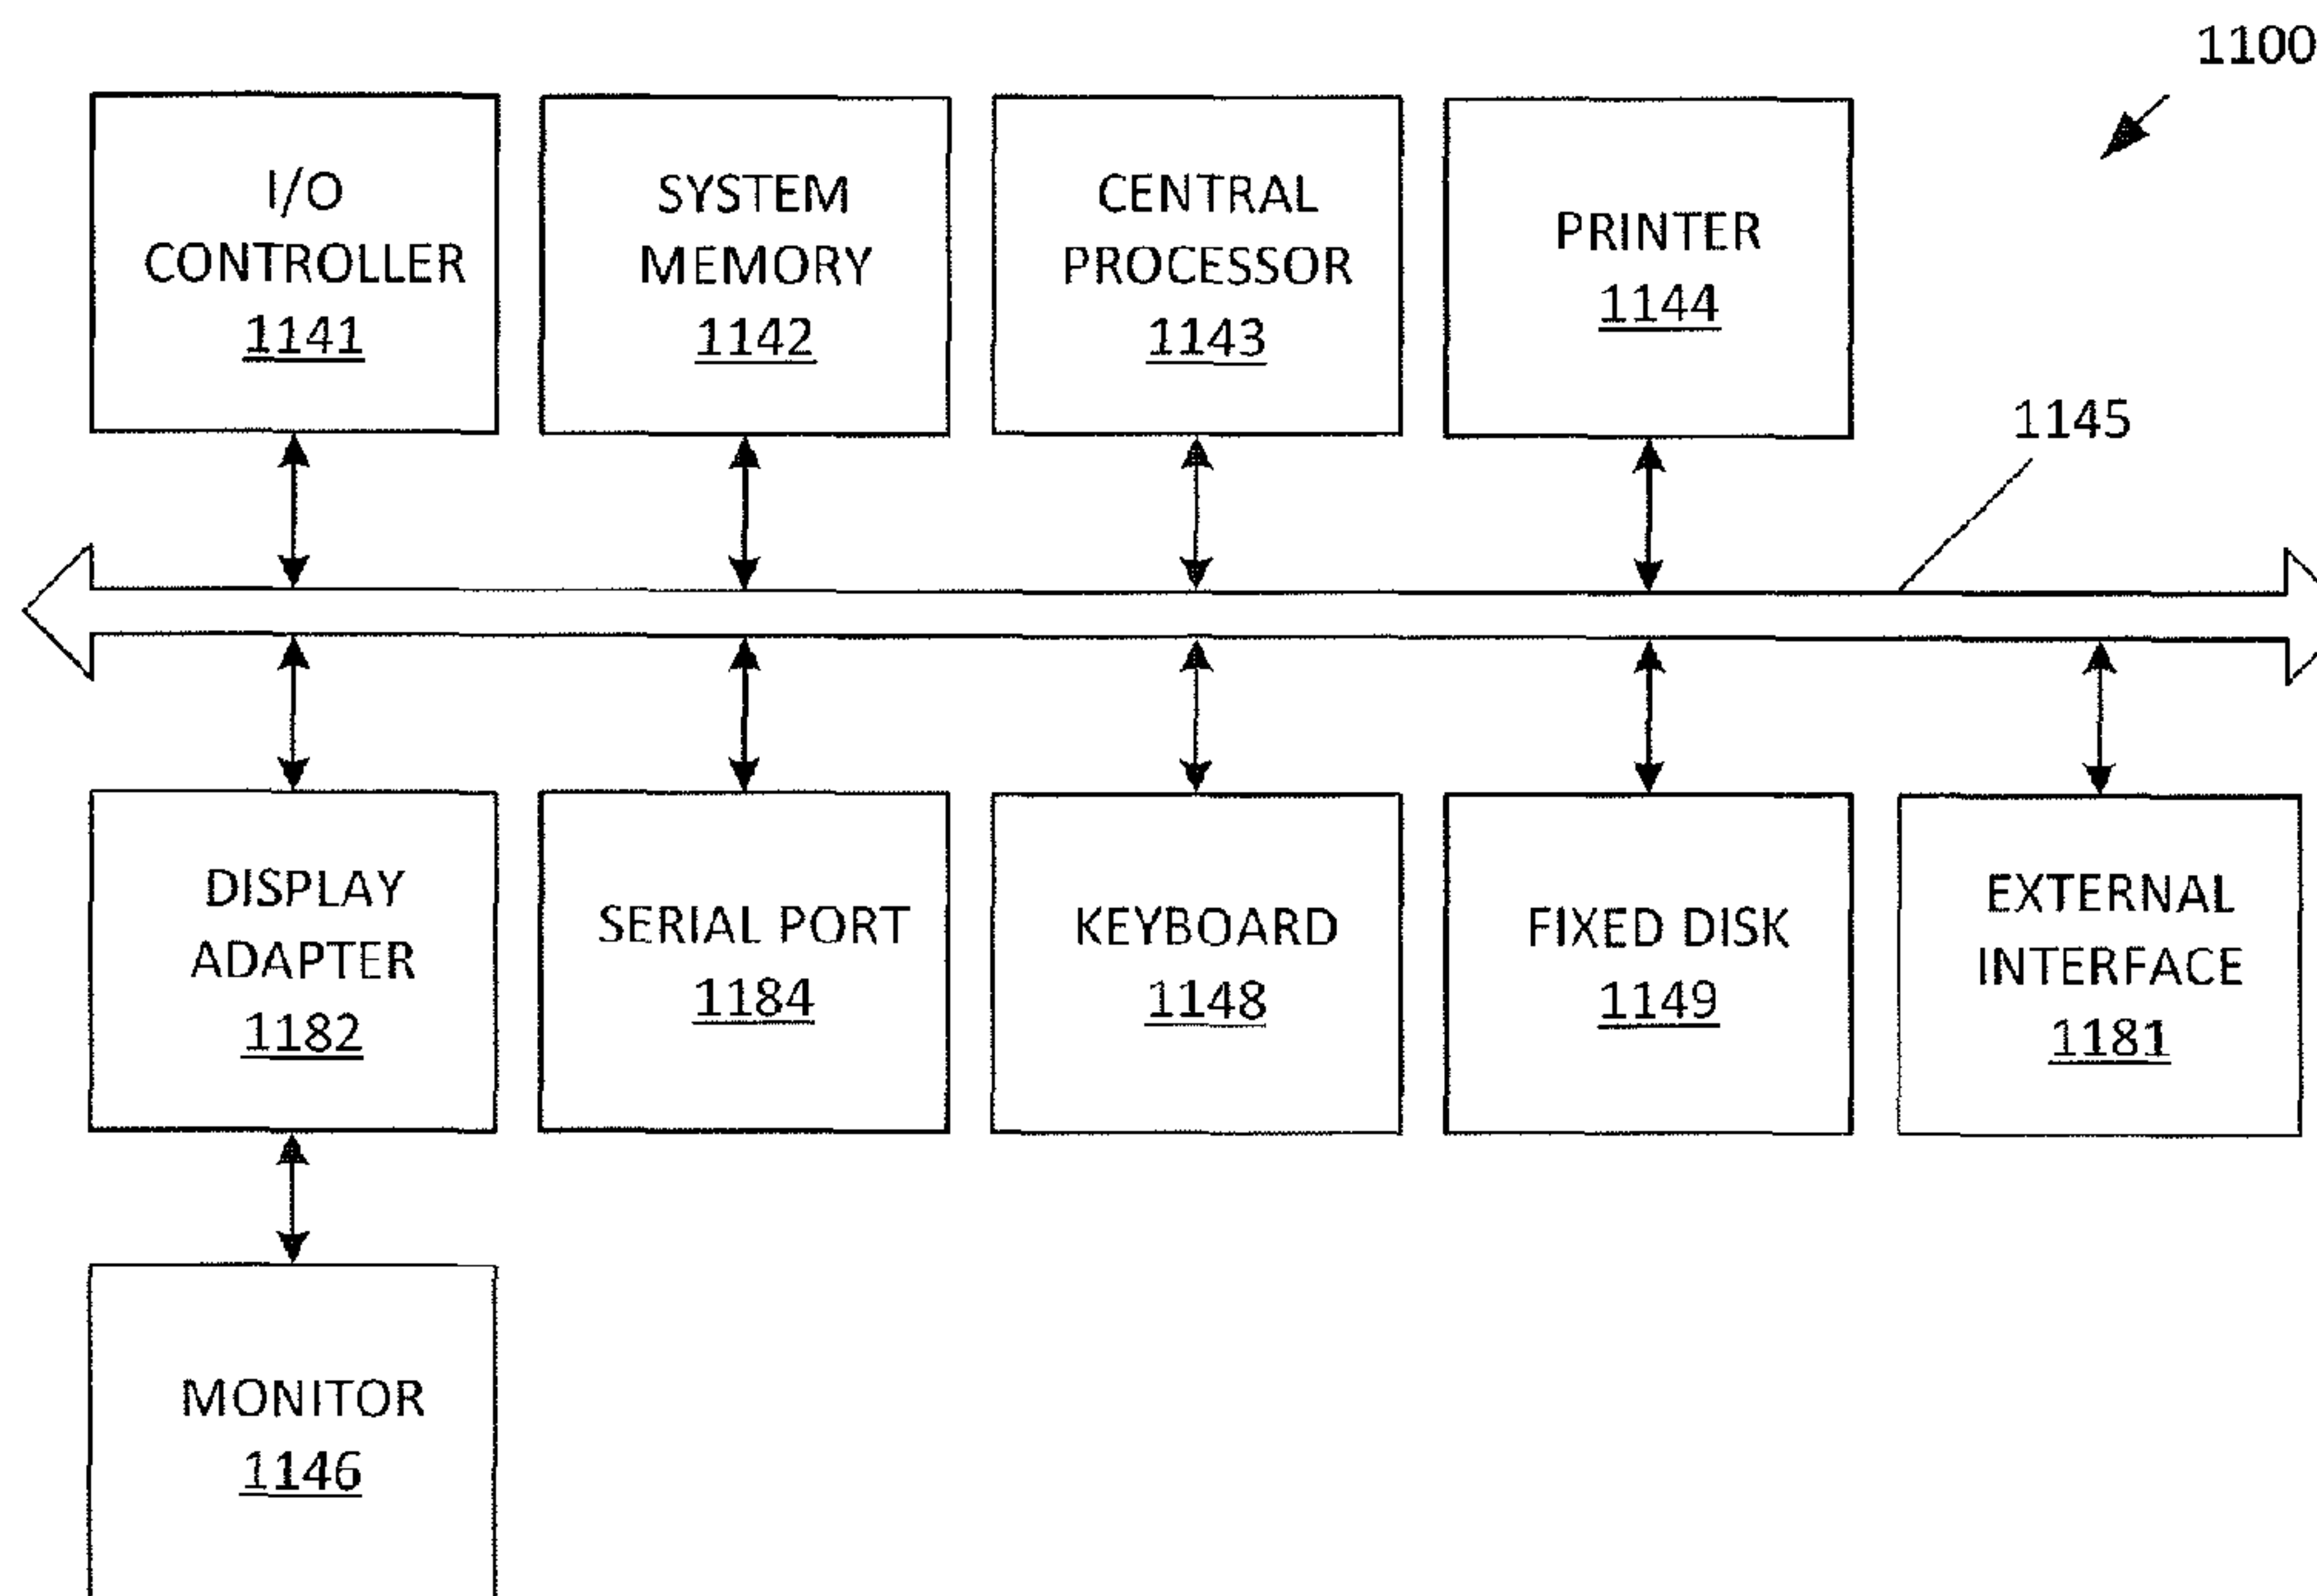 1100
I/O
CONTROLLER
1141
SYSTEM
MEMORY
1142
CENTRAL
PROCESSOR
1143
PRINTER
1144
1145
DISPLAY
ADAPTER
1182
SERIAL PORT
1184
KEYBOARD
1148
FIXED DISK
1149
EXTERNAL
INTERFACE
1181
MONITOR
1146